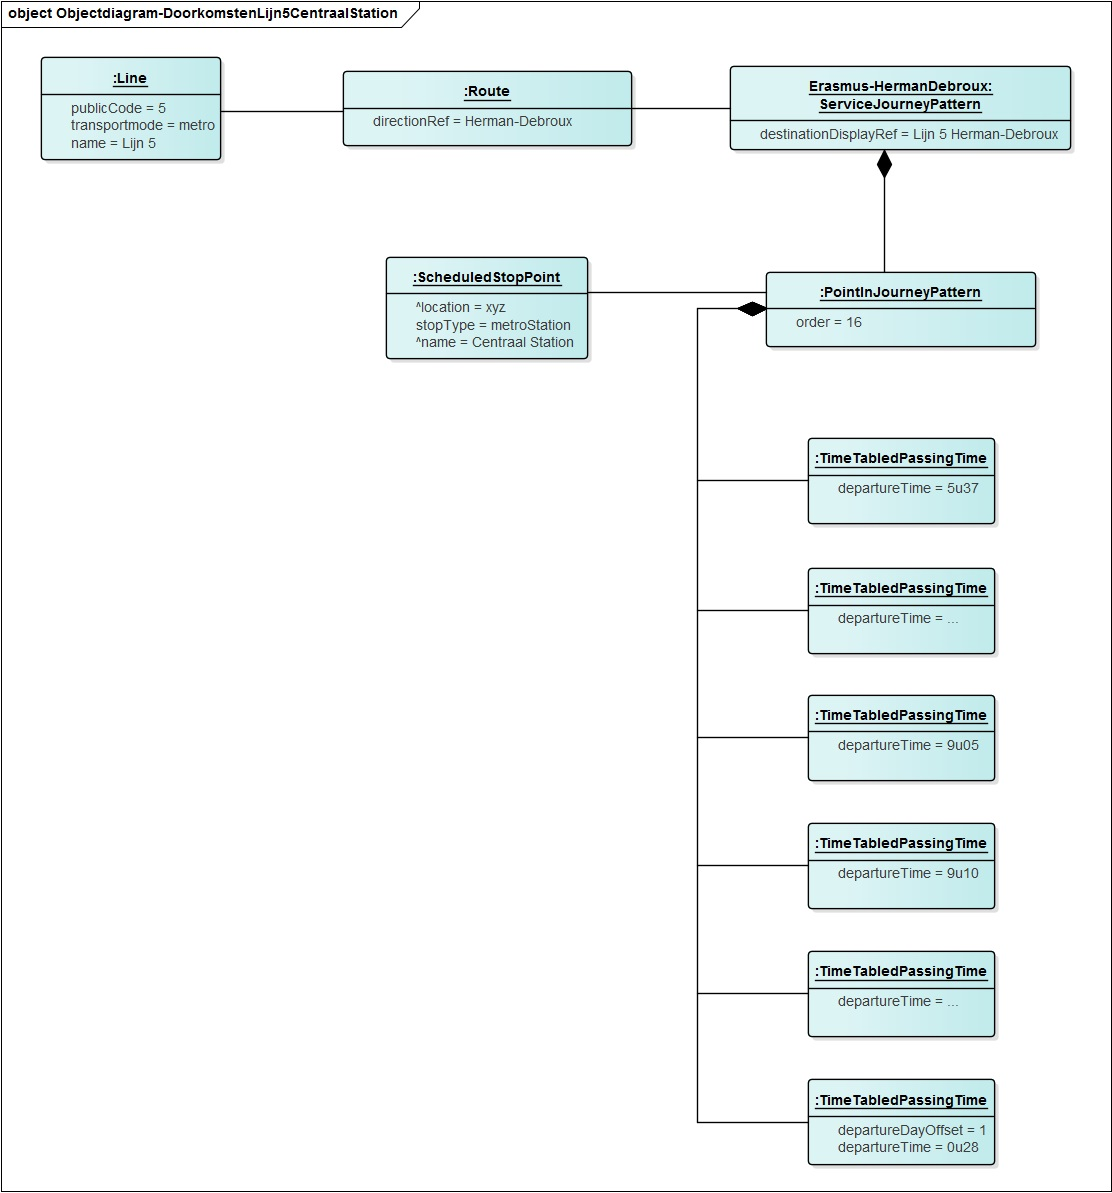 object Objectdiagram-DoorkomstenLijn5CentraalStation
:Line
publicCode = 5
transportmode = metro
name = Lijn 5
:Route
directionRef = Herman-Debroux
Erasmus-HermanDebroux:
ServiceJourneyPattern
destinationDisplayRef = Lijn 5 Herman-Debroux
:ScheduledStopPoint
^location = xyz
stopType = metroStation
^name = Centraal Station
:PointInJourneyPattern
order = 16
:TimeTabledPassingTime
departureTime = 5u37
:TimeTabledPassingTime
departureTime = ...
:TimeTabledPassingTime
departureTime = 9u05
:TimeTabledPassingTime
departureTime = 9u10
:TimeTabledPassingTime
departureTime = ...
:TimeTabledPassingTime
departureDayOffset = 1
departureTime = 0u28